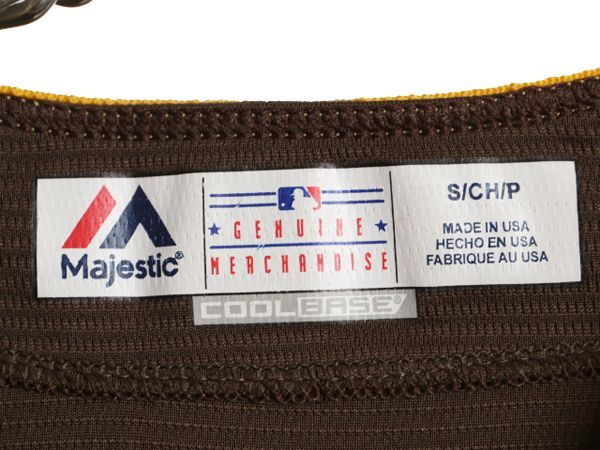 Majestic®
GENUINE
MERCHANDISE
S/CH/P
MADE IN USA
HECHO EN USA
FABRIQUE AU USA
COOLBASE®